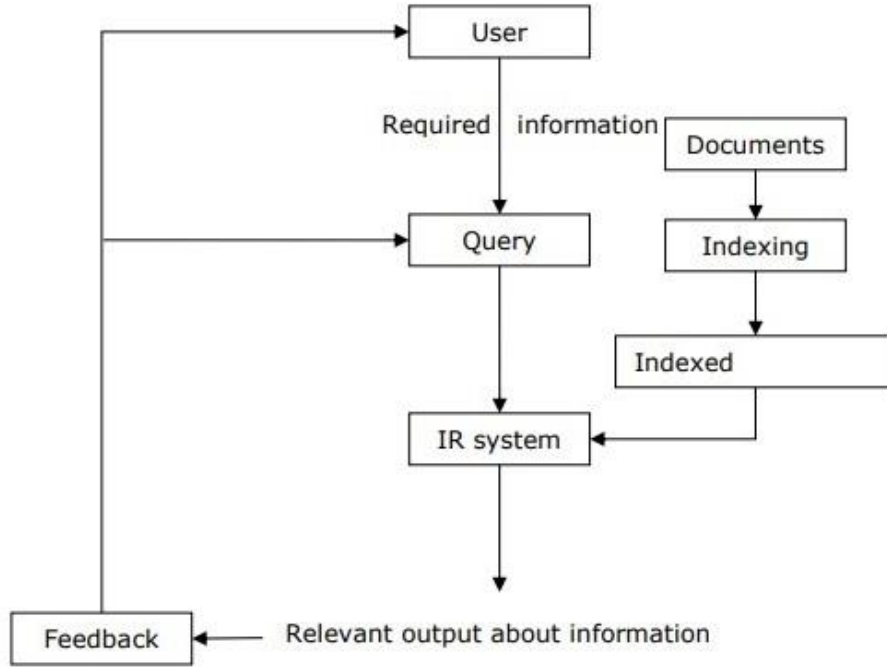 User
Required information
Documents
Query
Indexing
Indexed
IR system
Relevant output about information
Feedback